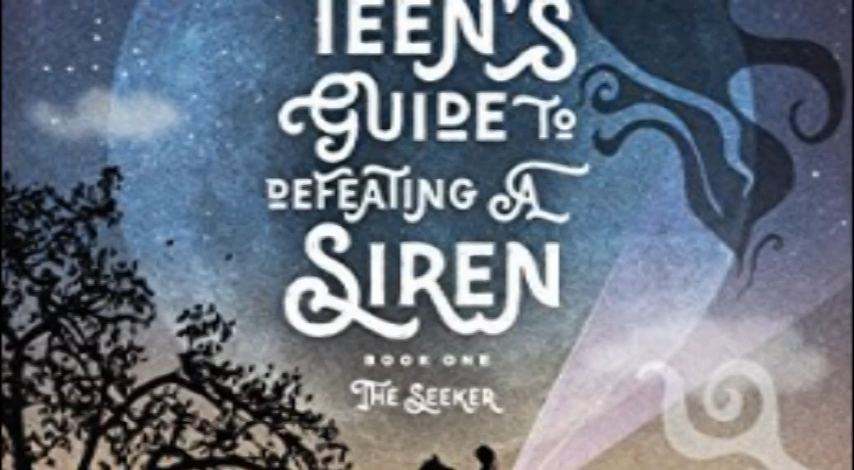 TEEN'S
GUIDE TO
DEFEATING A
SIREN
BOOK ONE
THE SEEKER